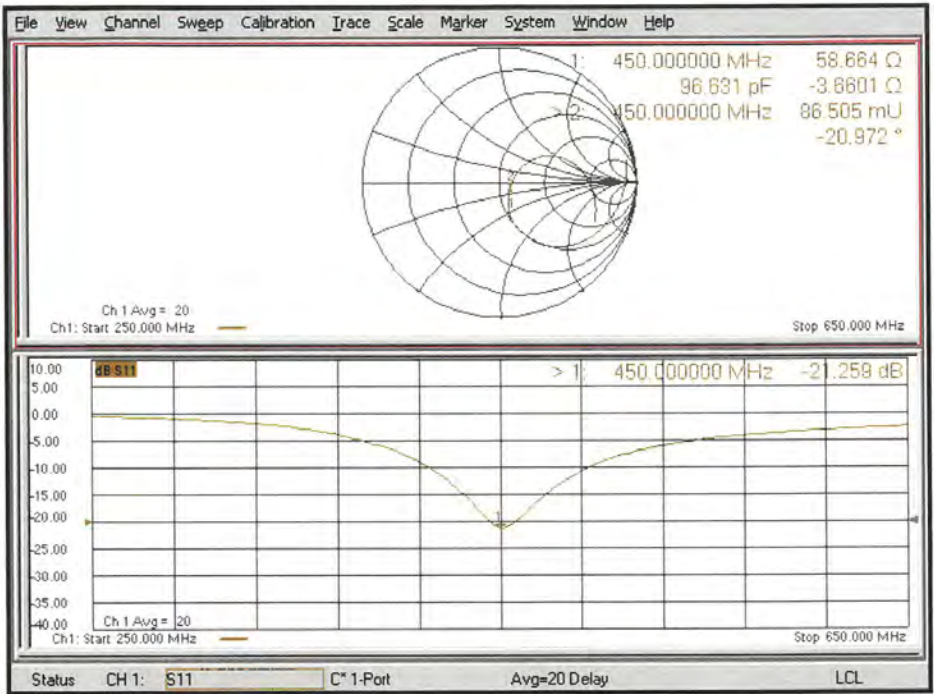 File View Channel Sweep Calibration Trace Scale Marker System Window Help
1: 450.000000 MHz 58.664 Ω
96.631 pF -3.6601 Ω
> 2: 450.000000 MHz 86.505 mU
-20.972 °
Ch 1 Avg = 20
Ch1: Start 250.000 MHz Stop 650.000 MHz
10.00 dB S11 > 1: 450.000000 MHz -21.259 dB
5.00
0.00
-5.00
-10.00
-15.00
-20.00
1
-25.00
-30.00
-35.00
-40.00 Ch 1 Avg = 20
Ch1: Start 250.000 MHz Stop 650.000 MHz
Status CH 1: S11 C* 1-Port Avg=20 Delay LCL